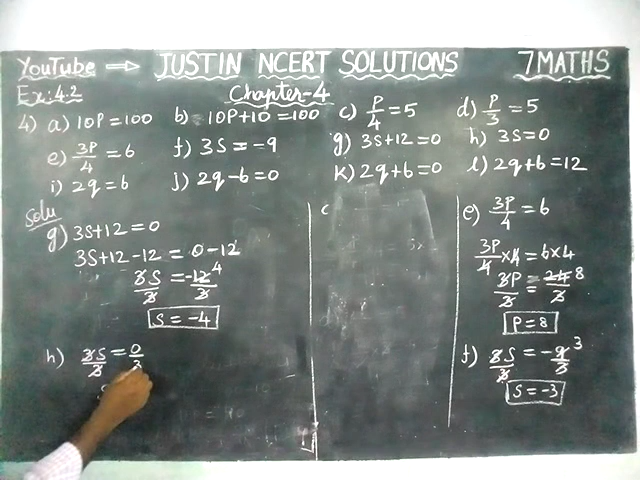 YouTube ⇒ JUSTIN NCERT SOLUTIONS 7MATHS
Ex:4.2 Chapter-4
4) a) 10P=100 b) 10P+10=100 c) P/4=5 d) P/3=5
e) 3P/4=6 f) 3S=-9 g) 3S+12=0 h) 3S=0
i) 2q=6 j) 2q-6=0 k) 2q+6=0 l) 2q+6=12
Solu
g) 3S+12=0
3S+12-12=0-12
3S/3=-12/3 4
S=-4
h) 3S/3=0/3
e) 3P/4=6
3P/4×4=6×4
3P/3=24/3 8
P=8
f) 3S/3=-9/3 3
S=-3